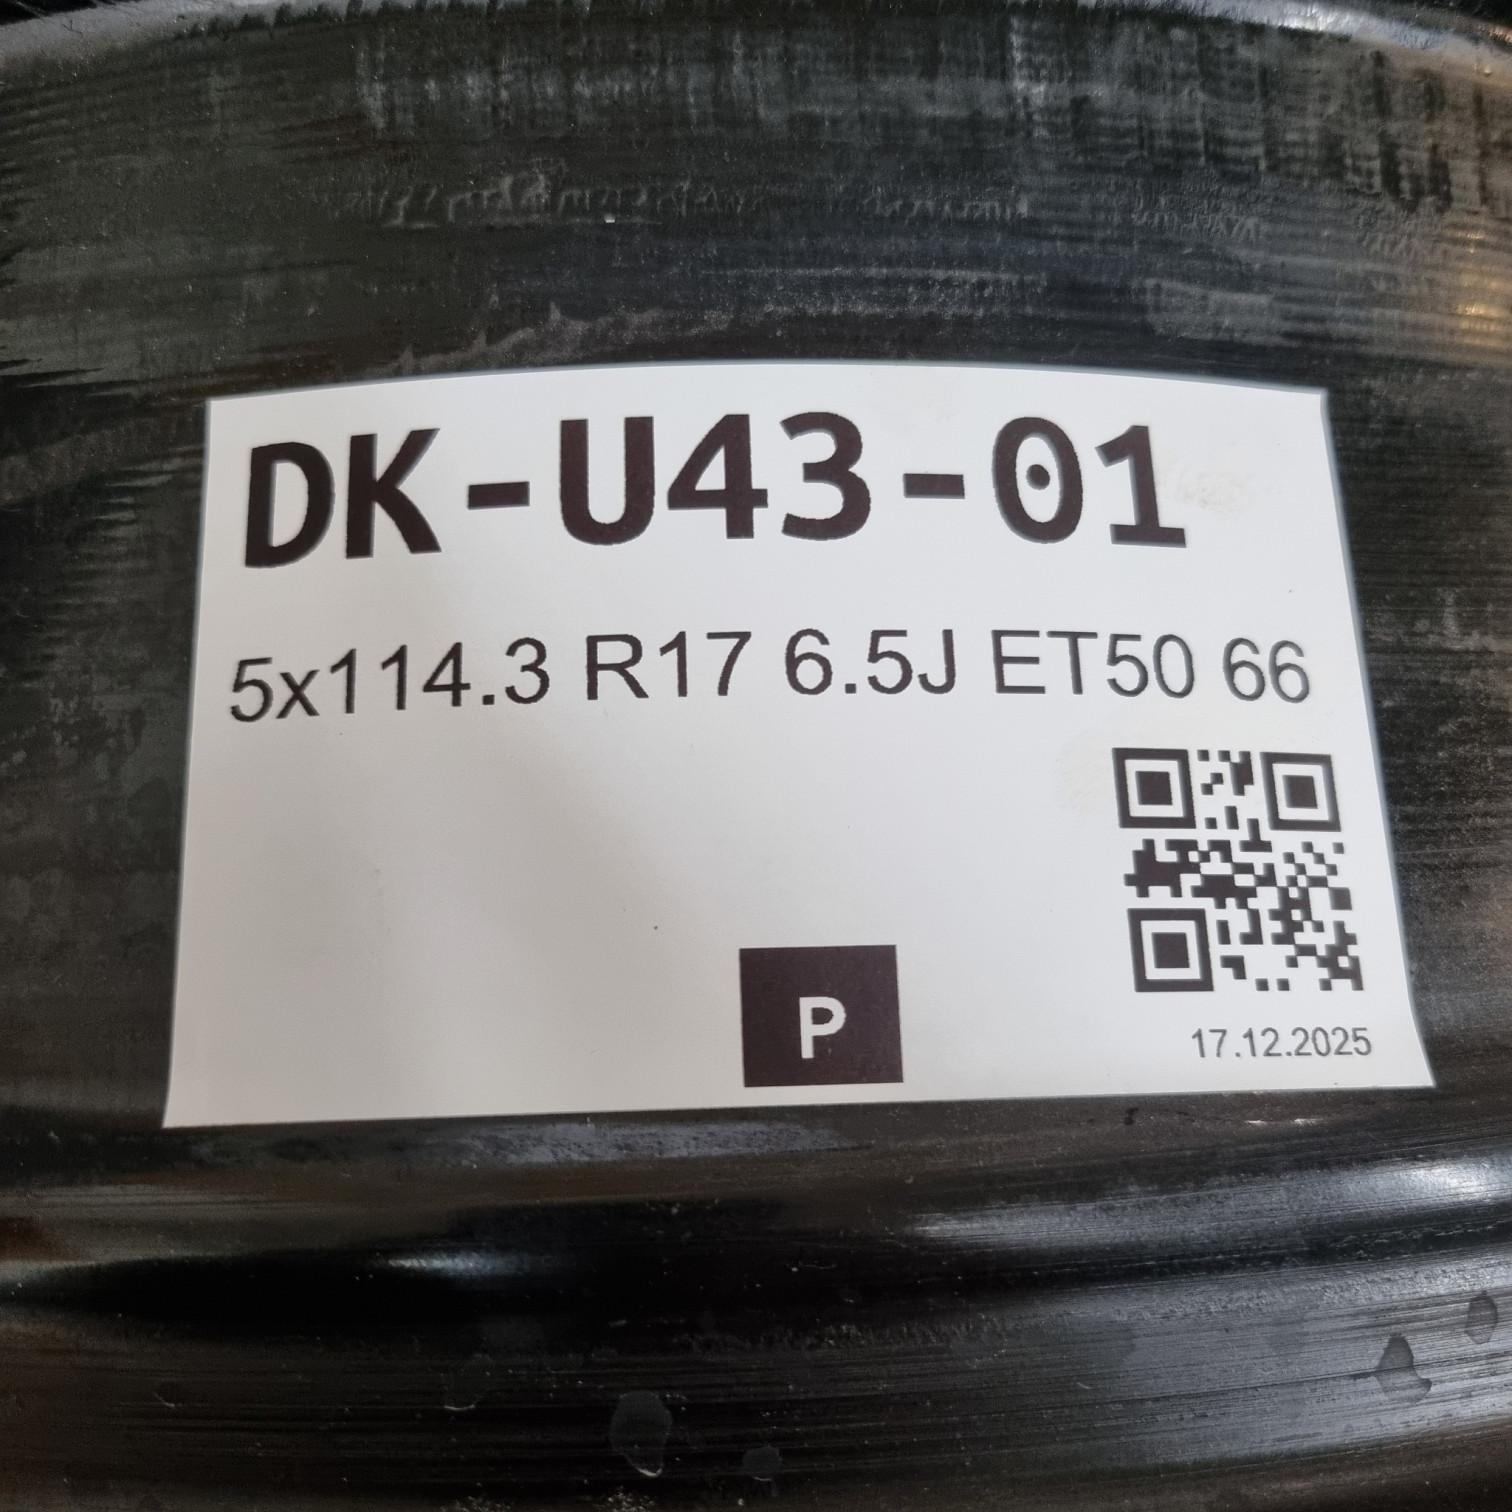 DK-U43-01
5x114.3 R17 6.5J ET50 66
P
17.12.2025